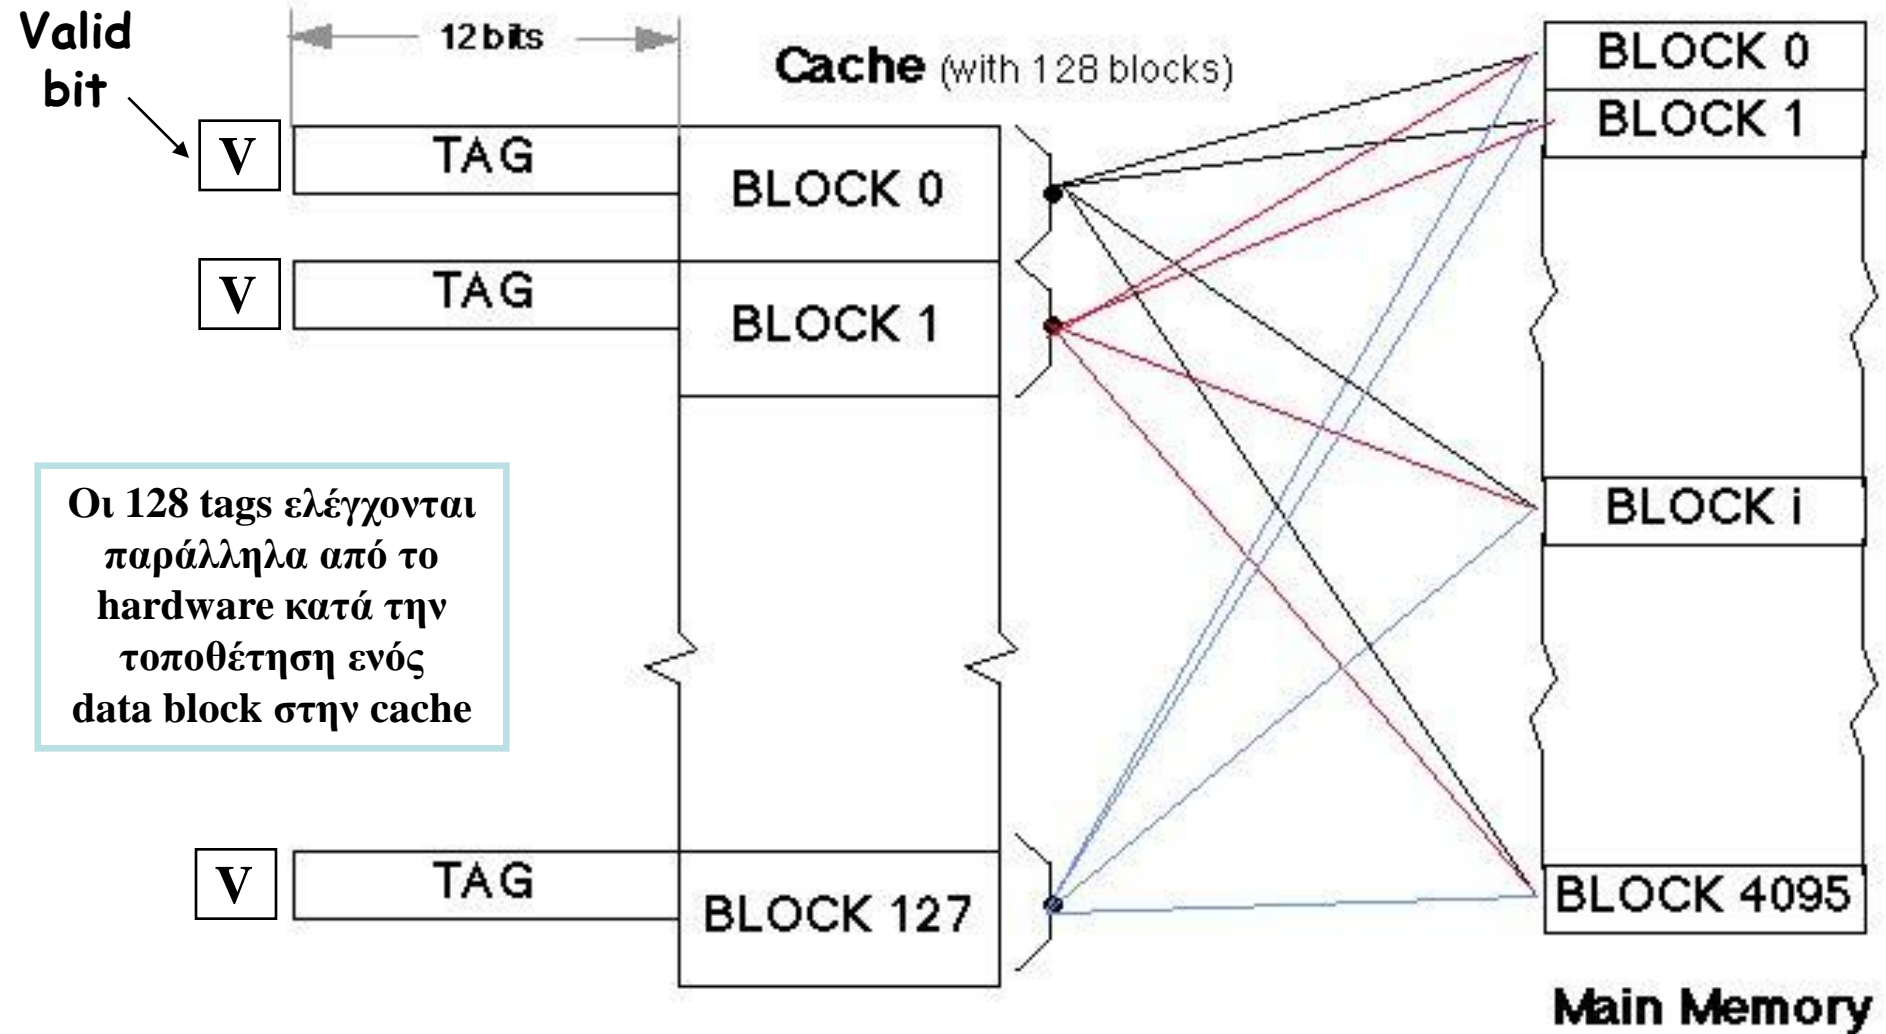 Valid
bit
12 bits
Cache (with 128 blocks)
V
TAG
BLOCK 0
V
TAG
BLOCK 1
Οι 128 tags ελέγχονται
παράλληλα από το
hardware κατά την
τοποθέτηση ενός
data block στην cache
V
TAG
BLOCK 127
BLOCK 0
BLOCK 1
BLOCK i
BLOCK 4095
Main Memory